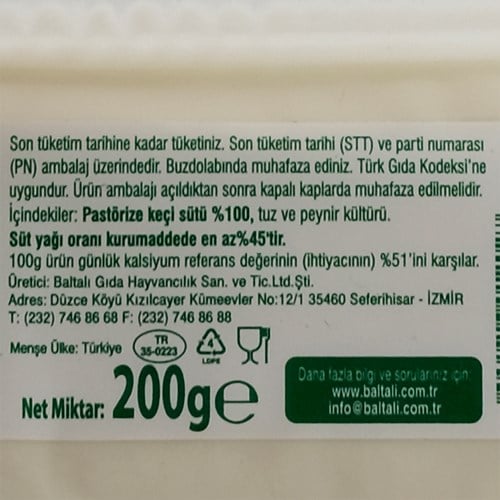 Son tüketim tarihine kadar tüketiniz. Son tüketim tarihi (STT) ve parti numarası
(PN) ambalaj üzerindedir. Buzdolabında muhafaza ediniz. Türk Gıda Kodeksi'ne
uygundur. Ürün ambalajı açıldıktan sonra kapalı kaplarda muhafaza edilmelidir.
İçindekiler: Pastörize keçi sütü %100, tuz ve peynir kültürü.
Süt yağı oranı kurumaddede en az%45'tir.
100g ürün günlük kalsiyum referans değerinin (ihtiyacının) %51'ini karşılar.
Üretici: Baltalı Gıda Hayvancılık San. ve Tic.Ltd.Şti.
Adres: Düzce Köyü Kızılcayer Kümeevler No:12/1 35460 Seferihisar - İZMİR
T: (232) 746 86 68 F: (232) 746 86 88
Menşe Ülke: Türkiye
TR
35-0223
4
LDPE
Net Miktar: 200g℮
Daha fazla bilgi ve sorularınız için:
www.baltali.com.tr
info@baltali.com.tr